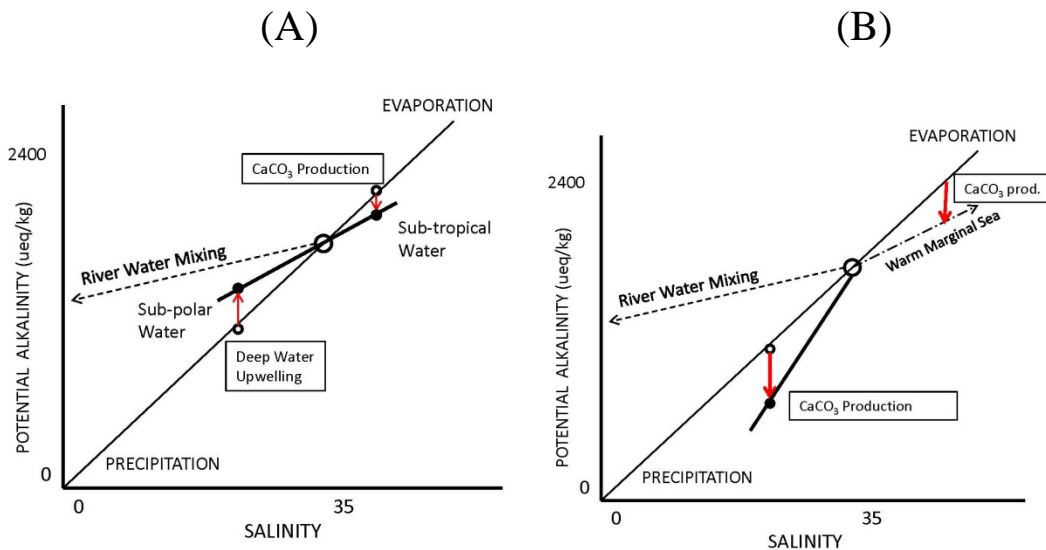 (A)
EVAPORATION
2400
CaCO₃ Production
River Water Mixing
Sub-tropical
Water
Sub-polar
Water
Deep Water
Upwelling
POTENTIAL ALKALINITY (ueq/kg)
PRECIPITATION
0
0
35
SALINITY
(B)
EVAPORATION
2400
CaCO₃ prod.
Warm Marginal Sea
River Water Mixing
POTENTIAL ALKALINITY (ueq/kg)
CaCO₃ Production
PRECIPITATION
0
0
35
SALINITY